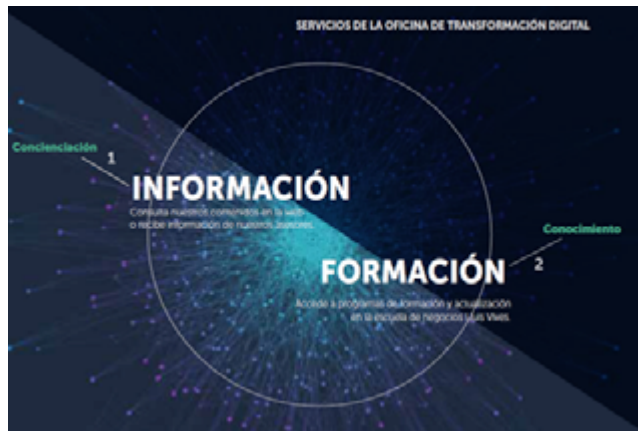 SERVICIOS DE LA OFICINA DE TRANSFORMACIÓN DIGITAL
Concienciación
1
INFORMACIÓN
Consulta nuestros contenidos en la web
o recibe información de nuestros asesores.
Conocimiento
2
FORMACIÓN
Accede a programas de formación y actualización
en la escuela de negocios Lluís Vives.